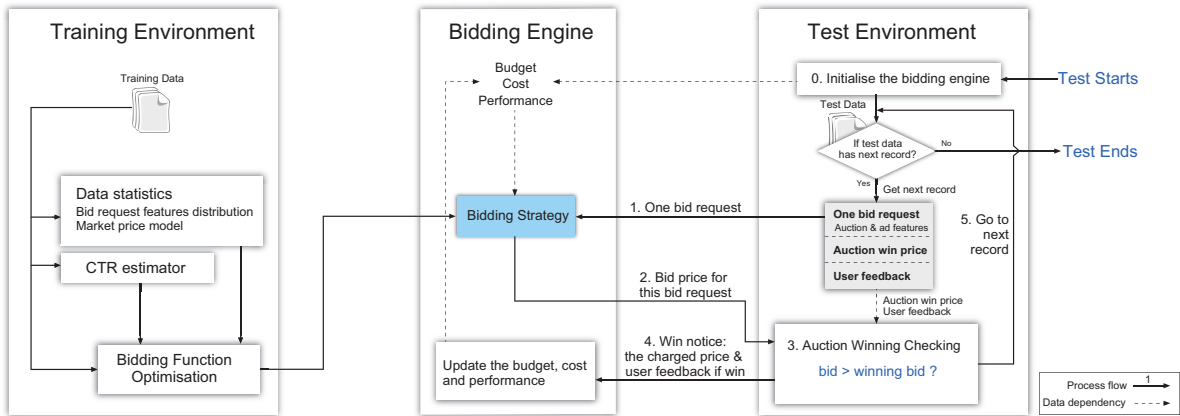 Training Environment
Training Data
Data statistics
Bid request features distribution
Market price model
CTR estimator
Bidding Function
Optimisation
Bidding Engine
Budget
Cost
Performance
Bidding Strategy
Update the budget, cost
and performance
1. One bid request
2. Bid price for
this bid request
4. Win notice:
the charged price &
user feedback if win
Test Environment
0. Initialise the bidding engine
Test Starts
Test Data
If test data
has next record?
No
Test Ends
Yes
Get next record
One bid request
Auction & ad features
Auction win price
User feedback
5. Go to
next
record
Auction win price
User feedback
3. Auction Winning Checking
bid > winning bid ?
Process flow
1
Data dependency